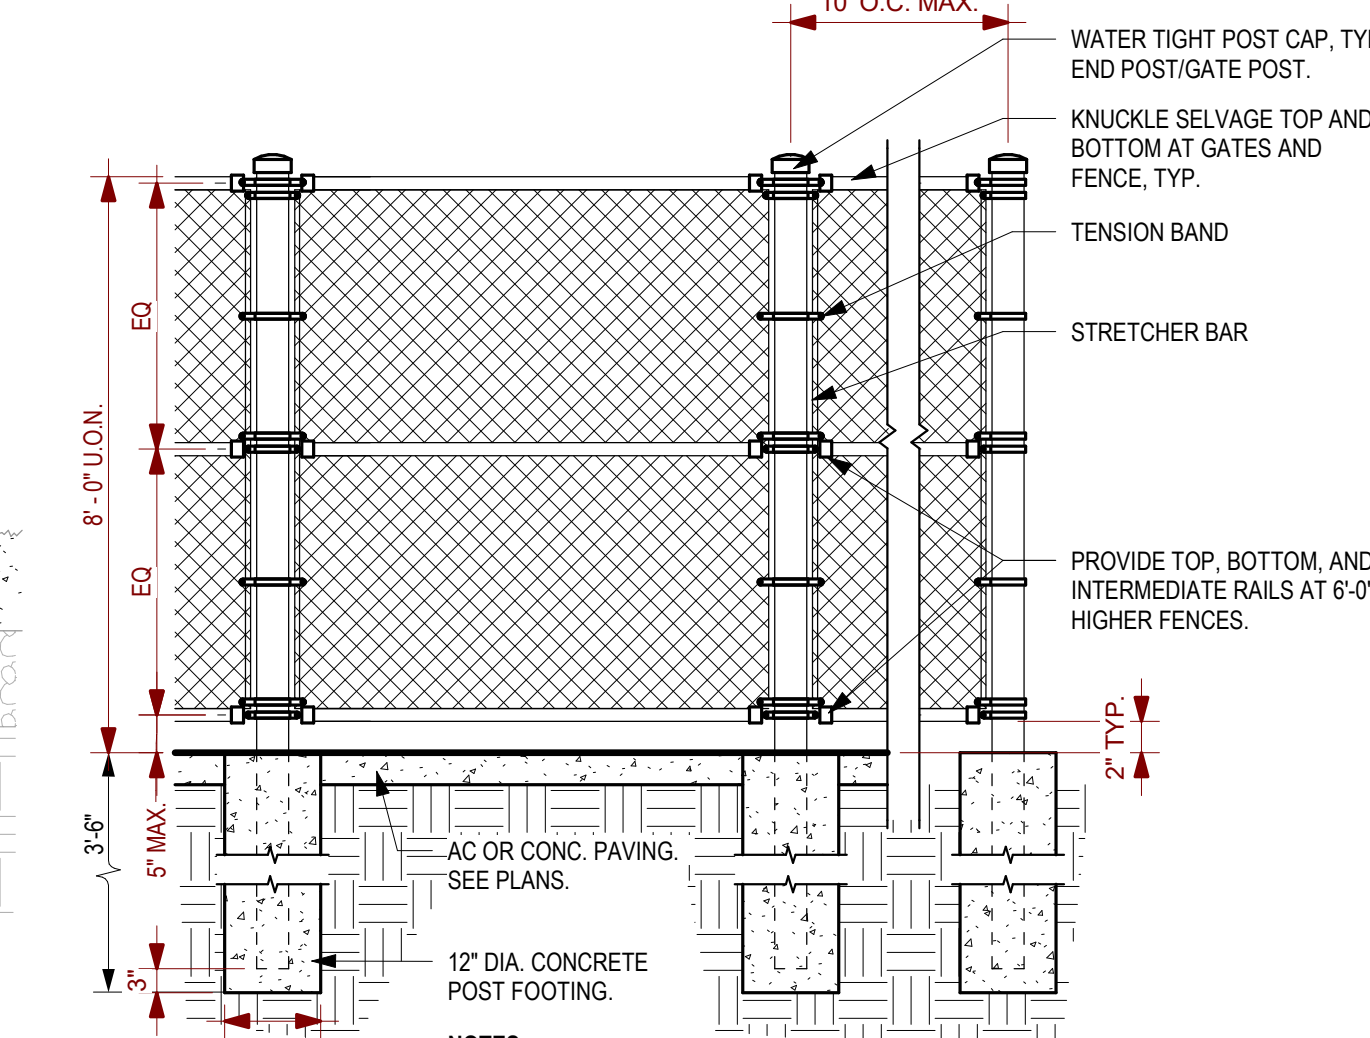 10' O.C. MAX.
WATER TIGHT POST CAP, TYP
END POST/GATE POST.
KNUCKLE SELVAGE TOP AND
BOTTOM AT GATES AND
FENCE, TYP.
TENSION BAND
STRETCHER BAR
EQ
8' - 0" U.O.N.
EQ
PROVIDE TOP, BOTTOM, AND
INTERMEDIATE RAILS AT 6'-0"
HIGHER FENCES.
2" TYP.
3'-6"
5" MAX.
AC OR CONC. PAVING.
SEE PLANS.
3"
12" DIA. CONCRETE
POST FOOTING.
NOTES